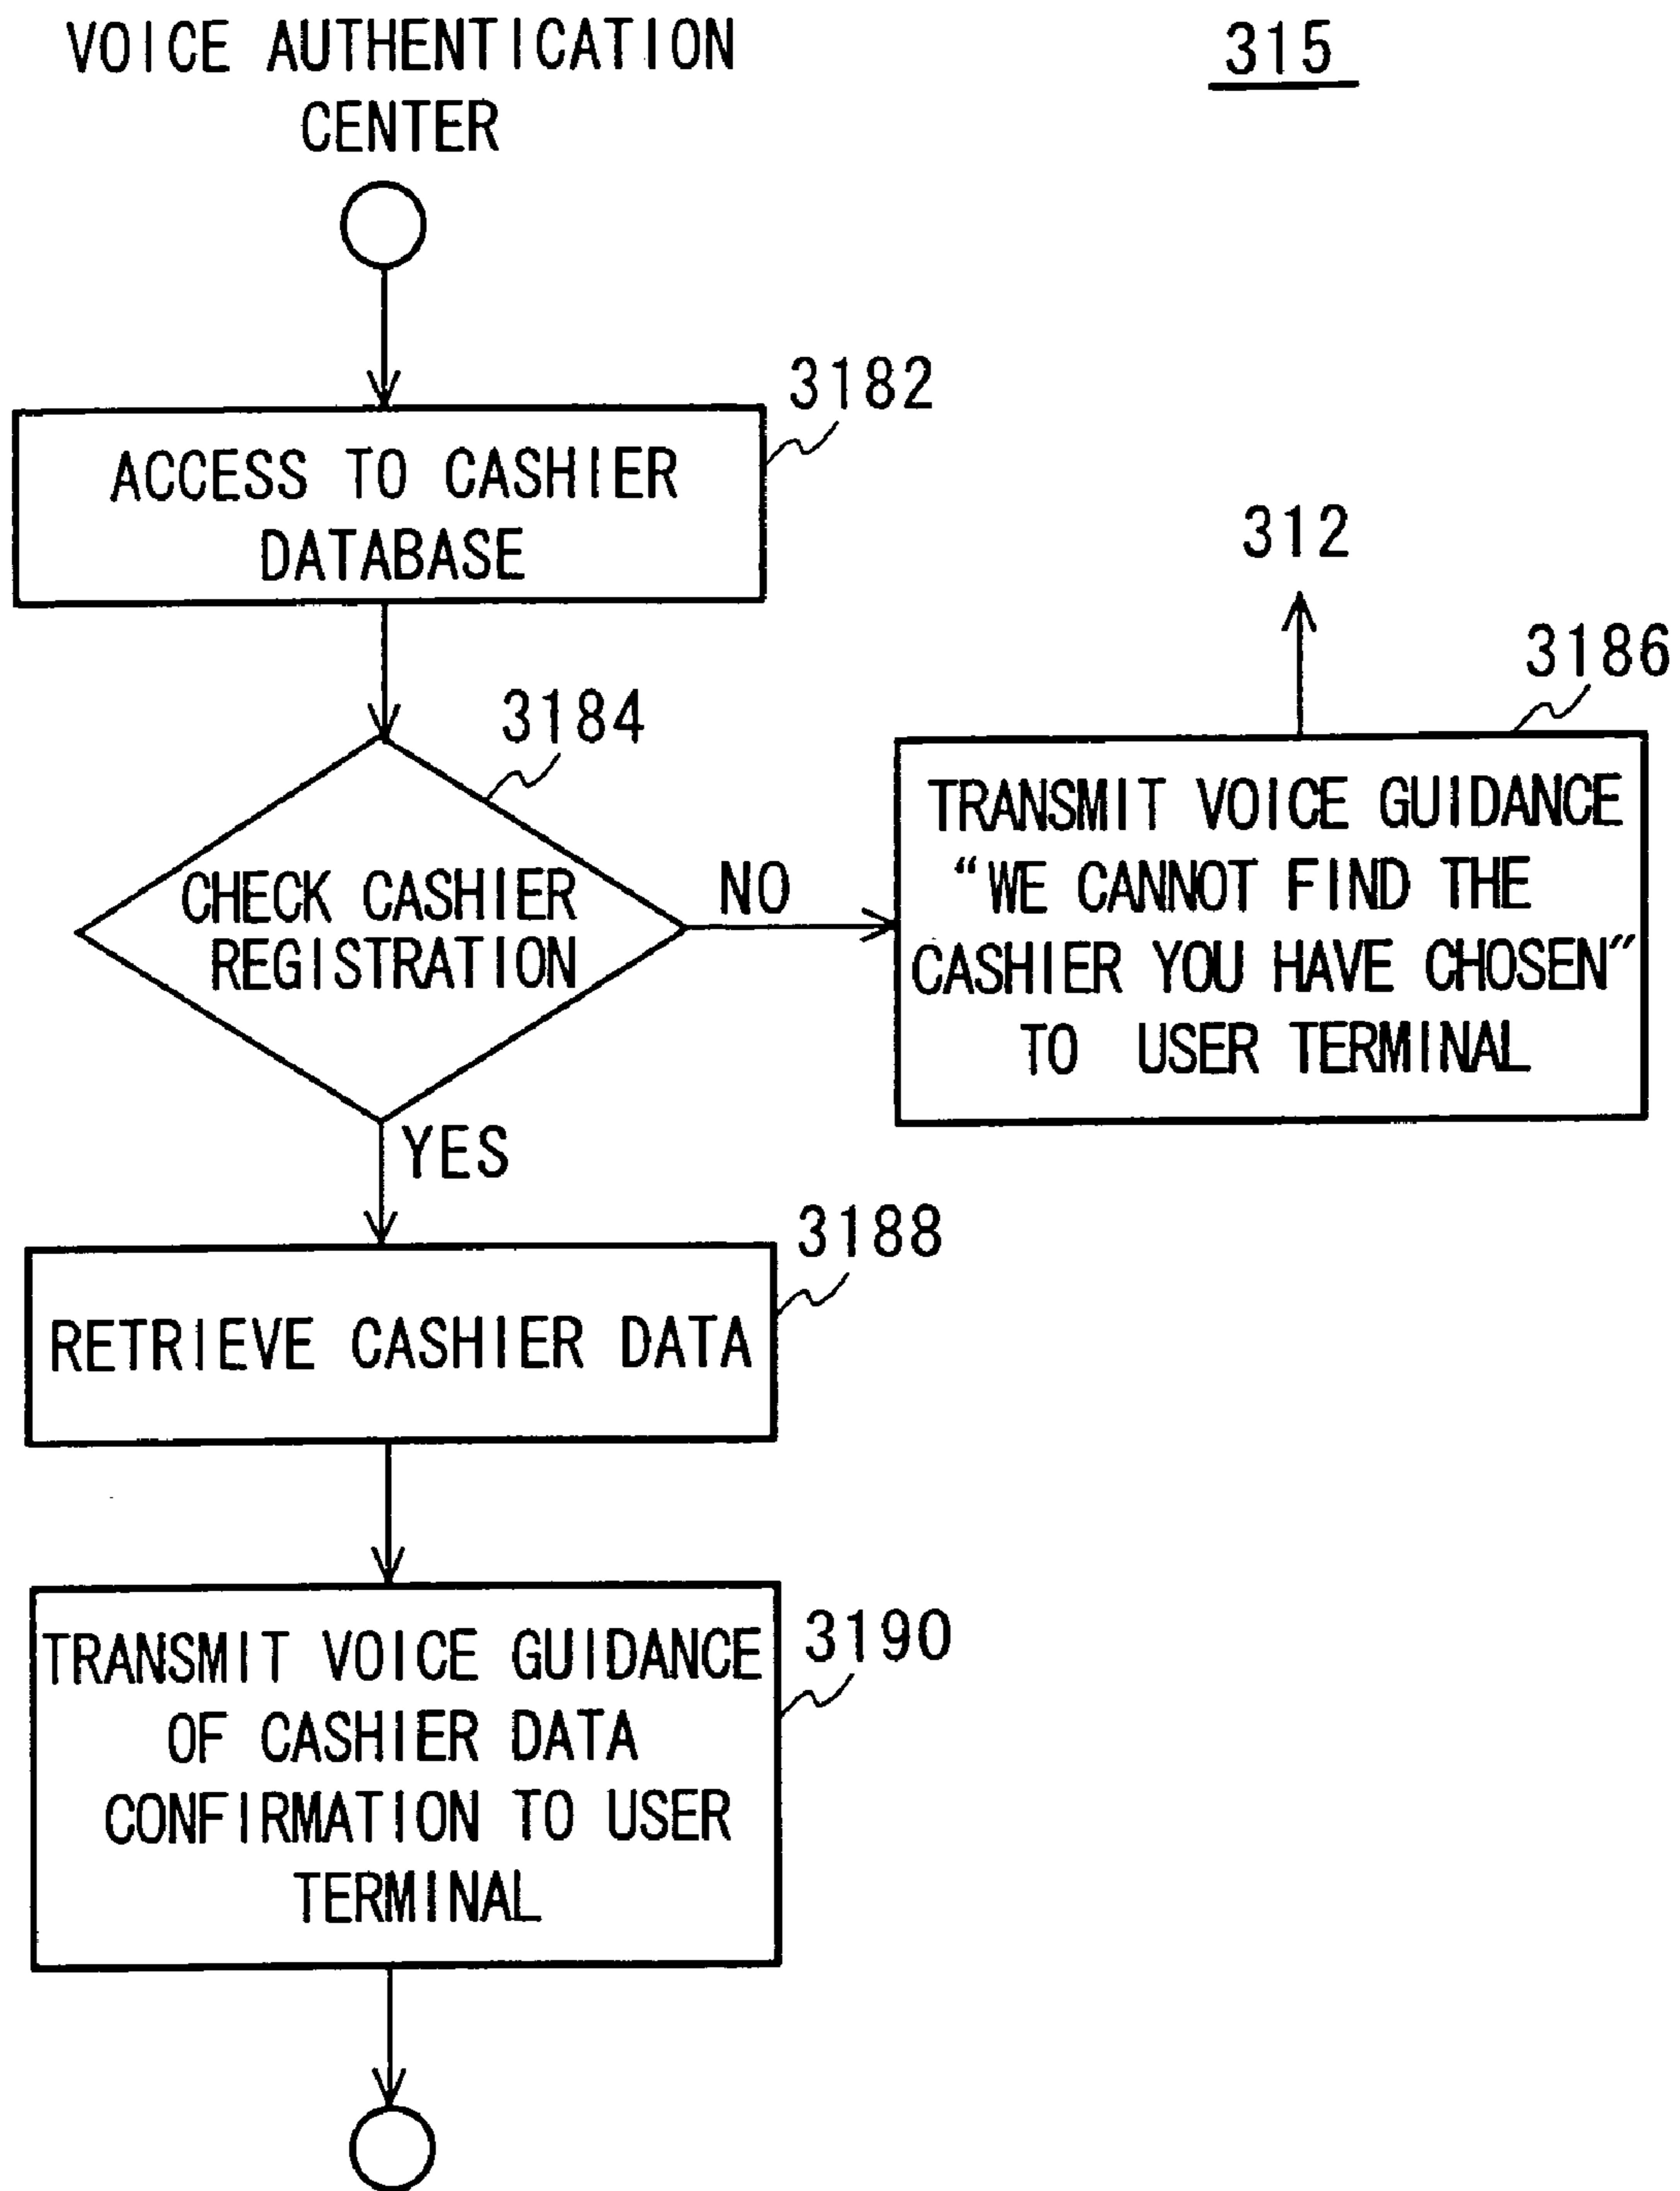 VOICE AUTHENTICATION
CENTER
315
3182
ACCESS TO CASHIER
DATABASE
312
3184
3186
CHECK CASHIER
REGISTRATION
NO
TRANSMIT VOICE GUIDANCE
“WE CANNOT FIND THE
CASHIER YOU HAVE CHOSEN”
TO USER TERMINAL
YES
3188
RETRIEVE CASHIER DATA
3190
TRANSMIT VOICE GUIDANCE
OF CASHIER DATA
CONFIRMATION TO USER
TERMINAL